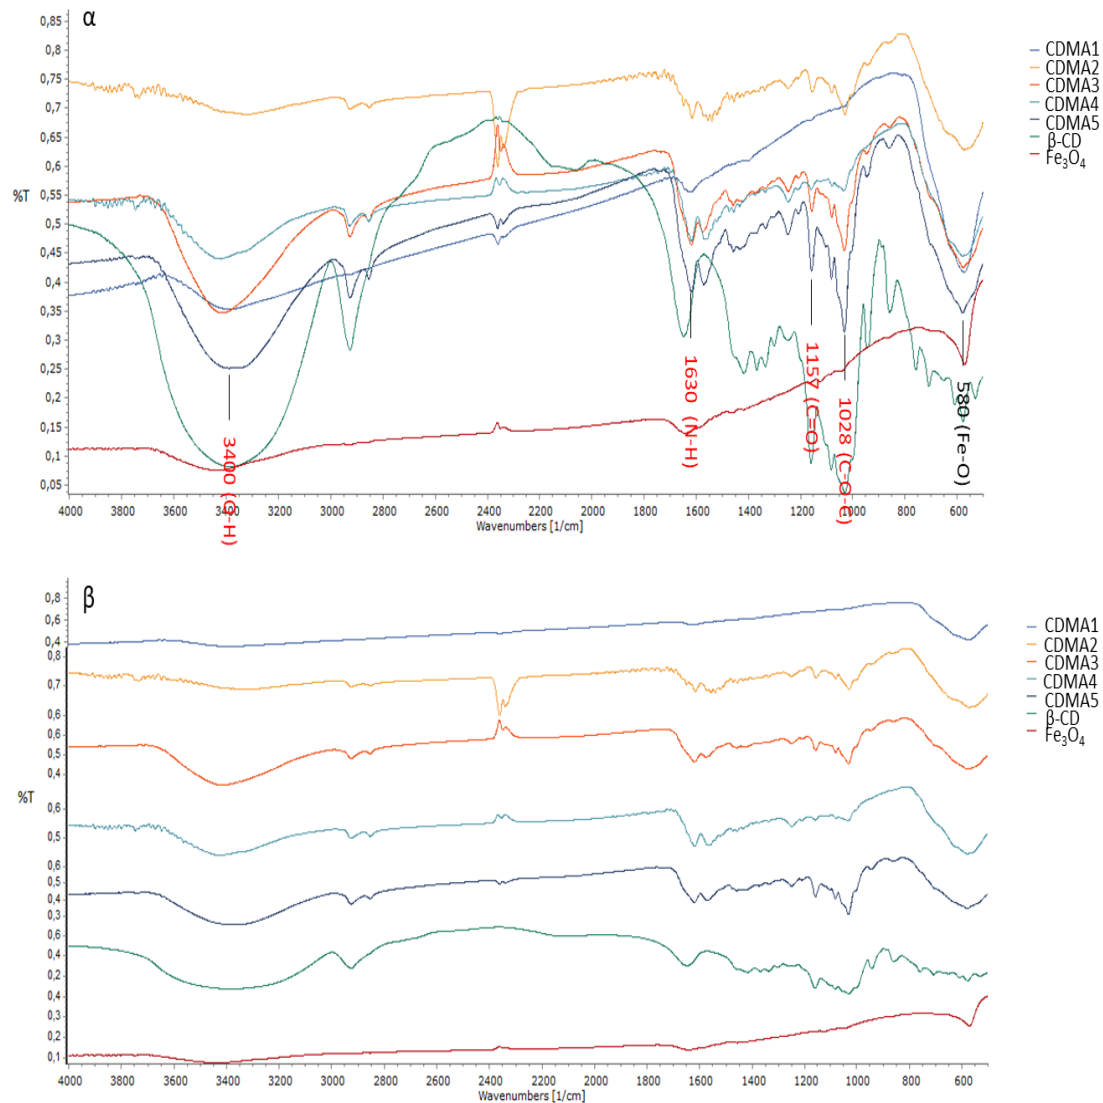 α
0,85
0,8
0,75
0,7
0,65
0,6
0,55
0,5
0,45
0,4
0,35
0,3
0,25
0,2
0,15
0,1
0,05
%T
4000 3600 3400 3200 2800 2600 2400 2200 2000 1800 1600 1400 1200 1000 800 600
Wavenumbers [1/cm]
3400 (O-H)
1630 (N-H)
1157 (C=O)
1028 (C-O-C)
580 (Fe-O)
CDMA1
CDMA2
CDMA3
CDMA4
CDMA5
β-CD
Fe₃O₄
β
0,8
0,6
0,4
0,8
0,7
0,6
0,6
0,5
0,4
0,6
0,5
0,6
0,5
0,4
0,3
0,6
0,4
0,2
0,4
0,3
0,2
0,1
%T
4000 3600 3400 3200 3000 2800 2600 2400 2200 2000 1800 1600 1400 1200 1000 800 600
Wavenumbers [1/cm]
CDMA1
CDMA2
CDMA3
CDMA4
CDMA5
β-CD
Fe₃O₄